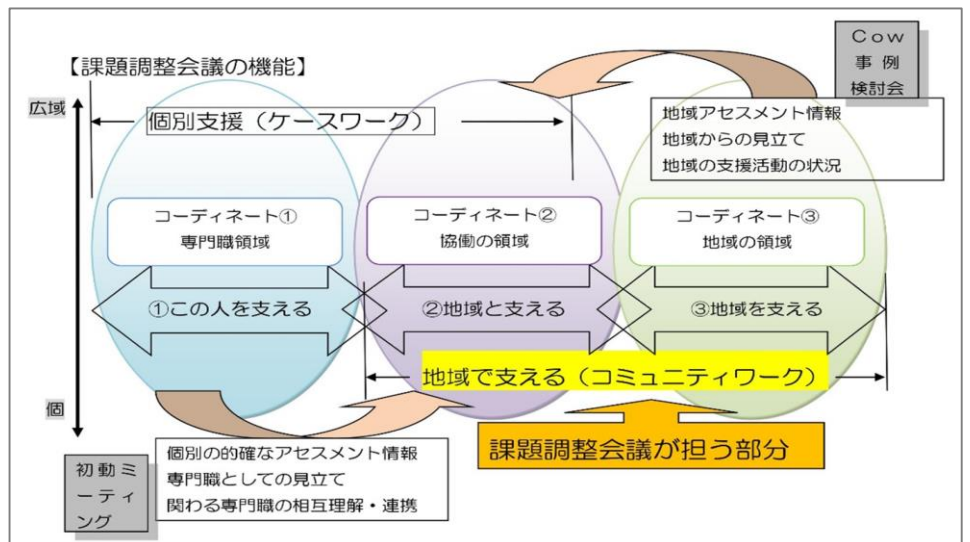 【課題調整会議の機能】
広域
個別支援（ケースワーク）
Ｃｏｗ
事例
検討会
地域アセスメント情報
地域からの見立て
地域の支援活動の状況
コーディネート①
専門職領域
コーディネート②
協働の領域
コーディネート③
地域の領域
①この人を支える
②地域と支える
③地域を支える
地域で支える（コミュニティワーク）
個
課題調整会議が担う部分
初動ミ
ーティ
ング
個別の的確なアセスメント情報
専門職としての見立て
関わる専門職の相互理解・連携